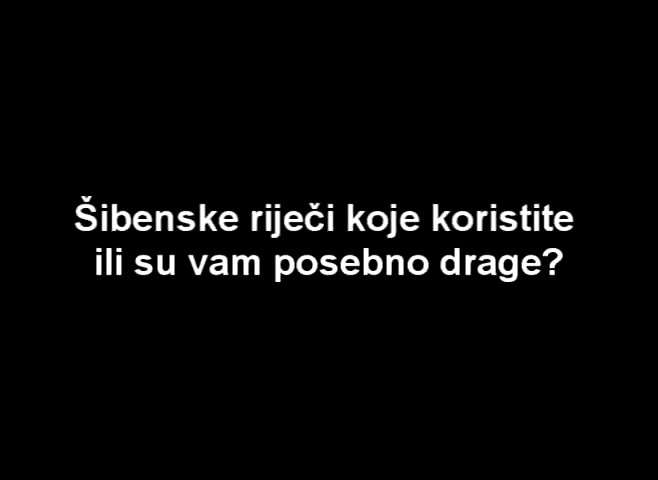 Šibenske riječi koje koristite
ili su vam posebno drage?